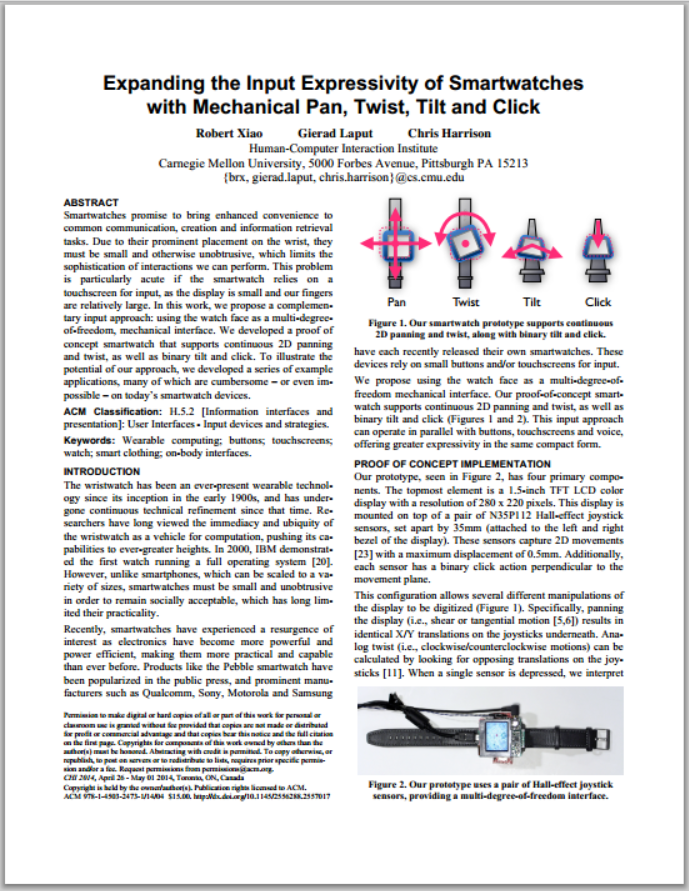 Expanding the Input Expressivity of Smartwatches
with Mechanical Pan, Twist, Tilt and Click
Robert Xiao Gierad Laput Chris Harrison
Human-Computer Interaction Institute
Carnegie Mellon University, 5000 Forbes Avenue, Pittsburgh PA 15213
{brx, gierad.laput, chris.harrison}@cs.cmu.edu
ABSTRACT
Smartwatches promise to bring enhanced convenience to
common communication, creation and information retrieval
tasks. Due to their prominent placement on the wrist, they
must be small and otherwise unobtrusive, which limits the
sophistication of interactions we can perform. This problem
is particularly acute if the smartwatch relies on a
touchscreen for input, as the display is small and our fingers
are relatively large. In this work, we propose a complemen-
tary input approach: using the watch face as a multi-degree-
of-freedom, mechanical interface. We developed a proof of
concept smartwatch that supports continuous 2D panning
and twist, as well as binary tilt and click. To illustrate the
potential of our approach, we developed a series of example
applications, many of which are cumbersome – or even im-
possible – on today's smartwatch devices.
ACM Classification: H.5.2 [Information interfaces and
presentation]: User Interfaces - Input devices and strategies.
Keywords: Wearable computing; buttons; touchscreens;
watch; smart clothing; on-body interfaces.
INTRODUCTION
The wristwatch has been an ever-present wearable technol-
ogy since its inception in the early 1900s, and has under-
gone continuous technical refinement since that time. Re-
searchers have long viewed the immediacy and ubiquity of
the wristwatch as a vehicle for computation, pushing its ca-
pabilities to ever-greater heights. In 2000, IBM demonstrat-
ed the first watch running a full operating system [20].
However, unlike smartphones, which can be scaled to a va-
riety of sizes, smartwatches must be small and unobtrusive
in order to remain socially acceptable, which has long lim-
ited their practicality.
Recently, smartwatches have experienced a resurgence of
interest as electronics have become more powerful and
power efficient, making them more practical and capable
than ever before. Products like the Pebble smartwatch have
been popularized in the public press, and prominent manu-
facturers such as Qualcomm, Sony, Motorola and Samsung
Permission to make digital or hard copies of all or part of this work for personal or
classroom use is granted without fee provided that copies are not made or distributed
for profit or commercial advantage and that copies bear this notice and the full citation
on the first page. Copyrights for components of this work owned by others than the
author(s) must be honored. Abstracting with credit is permitted. To copy otherwise, or
republish, to post on servers or to redistribute to lists, requires prior specific permis-
sion and/or a fee. Request permissions from permissions@acm.org.
CHI 2014, April 26 - May 01 2014, Toronto, ON, Canada
Copyright is held by the owner/author(s). Publication rights licensed to ACM.
ACM 978-1-4503-2473-1/14/04 $15.00. http://dx.doi.org/10.1145/2556288.2557017
Pan Twist Tilt Click
Figure 1. Our smartwatch prototype supports continuous
2D panning and twist, along with binary tilt and click.
have each recently released their own smartwatches. These
devices rely on small buttons and/or touchscreens for input.
We propose using the watch face as a multi-degree-of-
freedom mechanical interface. Our proof-of-concept smart-
watch supports continuous 2D panning and twist, as well as
binary tilt and click (Figures 1 and 2). This input approach
can operate in parallel with buttons, touchscreens and voice,
offering greater expressivity in the same compact form.
PROOF OF CONCEPT IMPLEMENTATION
Our prototype, seen in Figure 2, has four primary compo-
nents. The topmost element is a 1.5-inch TFT LCD color
display with a resolution of 280 x 220 pixels. This display is
mounted on top of a pair of N35P112 Hall-effect joystick
sensors, set apart by 35mm (attached to the left and right
bezel of the display). These sensors capture 2D movements
[23] with a maximum displacement of 0.5mm. Additionally,
each sensor has a binary click action perpendicular to the
movement plane.
This configuration allows several different manipulations of
the display to be digitized (Figure 1). Specifically, panning
the display (i.e., shear or tangential motion [5,6]) results in
identical X/Y translations on the joysticks underneath. Ana-
log twist (i.e., clockwise/counterclockwise motions) can be
calculated by looking for opposing translations on the joy-
sticks [11]. When a single sensor is depressed, we interpret
Figure 2. Our prototype uses a pair of Hall-effect joystick
sensors, providing a multi-degree-of-freedom interface.